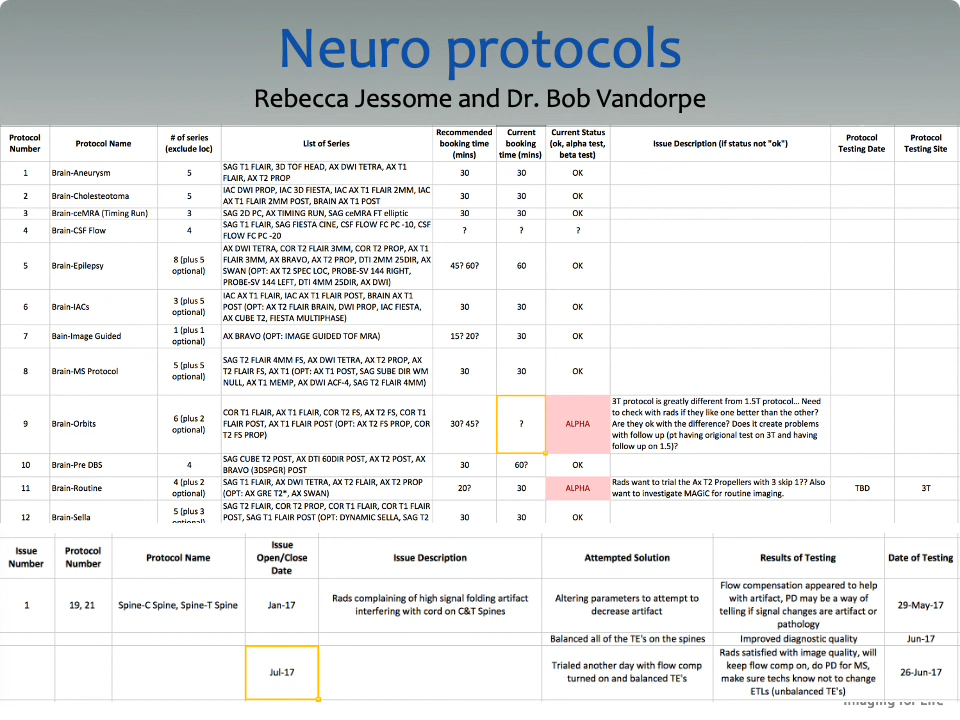 Neuro protocols
Rebecca Jessome and Dr. Bob Vandorpe
Protocol Number | Protocol Name | # of series (exclude loc) | List of Series | Recommended booking time (mins) | Current booking time (mins) | Current Status (ok, alpha test, beta test) | Issue Description (if status not "ok") | Protocol Testing Date | Protocol Testing Site
1 | Brain-Aneurysm | 5 | SAG T1 FLAIR, 3D TOF HEAD, AX DWI TETRA, AX T1 FLAIR, AX T2 PROP | 30 | 30 | OK
2 | Brain-Cholesteotoma | 5 | IAC DWI PROP, IAC 3D FIESTA, IAC AX T1 FLAIR 2MM, IAC AX T1 FLAIR 2MM POST, BRAIN AX T1 POST | 30 | 30 | OK
3 | Brain-ceMRA (Timing Run) | 3 | SAG 2D PC, AX TIMING RUN, SAG ceMRA FT elliptic | 30 | 30 | OK
4 | Brain-CSF Flow | 4 | SAG T1 FLAIR, SAG FIESTA CINE, CSF FLOW FC PC -10, CSF FLOW FC PC -20 | ? | ? | ?
5 | Brain-Epilepsy | 8 (plus 5 optional) | AX DWI TETRA, COR T2 FLAIR 3MM, COR T2 PROP, AX T1 FLAIR 3MM, AX BRAVO, AX T2 PROP, DTI 2MM 25DIR, AX SWAN (OPT: AX T2 SPEC LOC, PROBE-SV 144 RIGHT, PROBE-SV 144 LEFT, DTI 4MM 25DIR, AX DWI) | 45? 60? | 60 | OK
6 | Brain-IACs | 3 (plus 5 optional) | IAC AX T1 FLAIR, IAC AX T1 FLAIR POST, BRAIN AX T1 POST (OPT: AX T2 FLAIR BRAIN, DWI PROP, IAC FIESTA, AX CUBE T2, FIESTA MULTIPHASE) | 30 | 30 | OK
7 | Bain-Image Guided | 1 (plus 1 optional) | AX BRAVO (OPT: IMAGE GUIDED TOF MRA) | 15? 20? | 30 | OK
8 | Brain-MS Protocol | 5 (plus 5 optional) | SAG T2 FLAIR 4MM FS, AX DWI TETRA, AX T2 PROP, AX T2 FLAIR FS, AX T1 (OPT: AX T1 POST, SAG SUBE DIR WM NULL, AX T1 MEMP, AX DWI ACF-4, SAG T2 FLAIR 4MM) | 30 | 30 | OK
9 | Brain-Orbits | 6 (plus 2 optional) | COR T1 FLAIR, AX T1 FLAIR, COR T2 FS, AX T2 FS, COR T1 FLAIR POST, AX T1 FLAIR POST (OPT: AX T2 FS PROP, COR T2 FS PROP) | 30? 45? | ? | ALPHA | 3T protocol is greatly different from 1.5T protocol... Need to check with rads if they like one better than the other? Are they ok with the difference? Does it create problems with follow up (pt having origional test on 3T and having follow up on 1.5)?
10 | Brain-Pre DBS | 4 | SAG CUBE T2 POST, AX DTI 60DIR POST, AX T2 POST, AX BRAVO (3DSPGR) POST | 30 | 60? | OK
11 | Brain-Routine | 4 (plus 2 optional) | SAG T1 FLAIR, AX DWI TETRA, AX T2 FLAIR, AX T2 PROP (OPT: AX GRE T2*, AX SWAN) | 20? | 30 | ALPHA | Rads want to trial the Ax T2 Propellers with 3 skip 1?? Also want to investigate MAGiC for routine imaging. | TBD | 3T
12 | Brain-Sella | 5 (plus 3 optional) | SAG T2 FLAIR, COR T2 PROP, COR T1 FLAIR, COR T1 FLAIR POST, SAG T1 FLAIR POST (OPT: DYNAMIC SELLA, SAG T2 | 30 | 30 | OK
Issue Number | Protocol Number | Protocol Name | Issue Open/Close Date | Issue Description | Attempted Solution | Results of Testing | Date of Testing
1 | 19, 21 | Spine-C Spine, Spine-T Spine | Jan-17 | Rads complaining of high signal folding artifact interfering with cord on C&T Spines | Altering parameters to attempt to decrease artifact | Flow compensation appeared to help with artifact, PD may be a way of telling if signal changes are artifact or pathology | 29-May-17
Balanced all of the TE's on the spines | Improved diagnostic quality | Jun-17
Jul-17 | Trialed another day with flow comp turned on and balanced TE's | Rads satisfied with image quality, will keep flow comp on, do PD for MS, make sure techs know not to change ETLs (unbalanced TE's) | 26-Jun-17
Imaging for Life